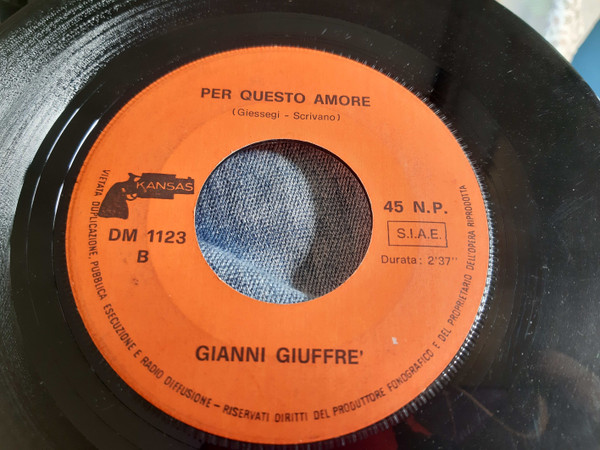 PER QUESTO AMORE
(Giessegi - Scrivano)
KANSAS
DM 1123
B
45 N.P.
S.I.A.E.
Durata: 2'37"
GIANNI GIUFFRE'
VIETATA DUPLICAZIONE, PUBBLICA ESECUZIONE E RADIO DIFFUSIONE - RISERVATI DIRITTI DEL PRODUTTORE FONOGRAFICO E DEL PROPRIETARIO DELL'OPERA RIPRODOTTA